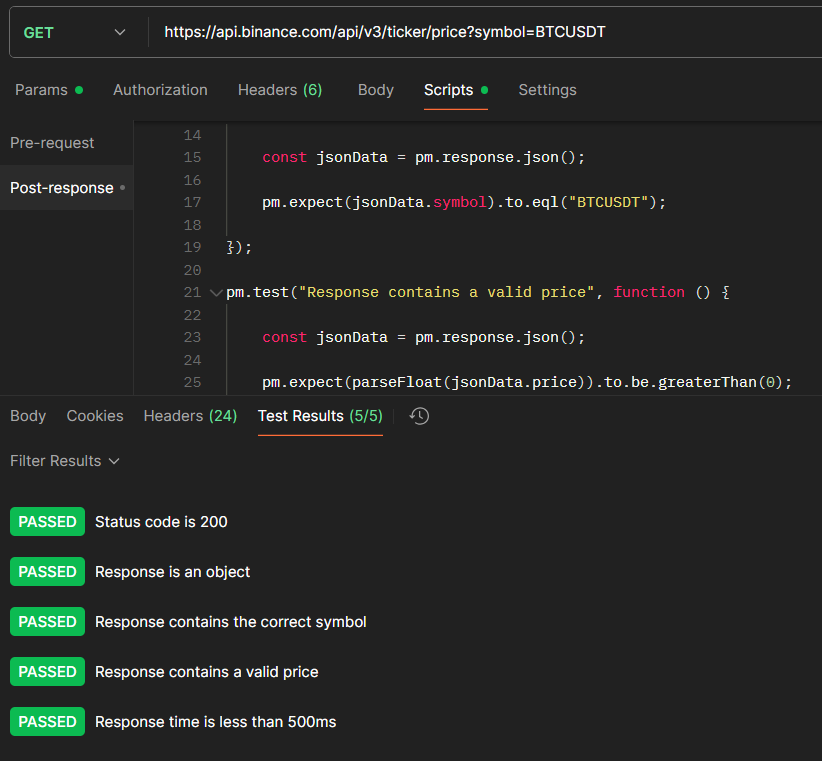 GET https://api.binance.com/api/v3/ticker/price?symbol=BTCUSDT
Params Authorization Headers (6) Body Scripts Settings
Pre-request
Post-response
14
15 const jsonData = pm.response.json();
16
17 pm.expect(jsonData.symbol).to.eql("BTCUSDT");
18
19 });
20
21 pm.test("Response contains a valid price", function () {
22
23 const jsonData = pm.response.json();
24
25 pm.expect(parseFloat(jsonData.price)).to.be.greaterThan(0);
Body Cookies Headers (24) Test Results (5/5)
Filter Results
PASSED Status code is 200
PASSED Response is an object
PASSED Response contains the correct symbol
PASSED Response contains a valid price
PASSED Response time is less than 500ms